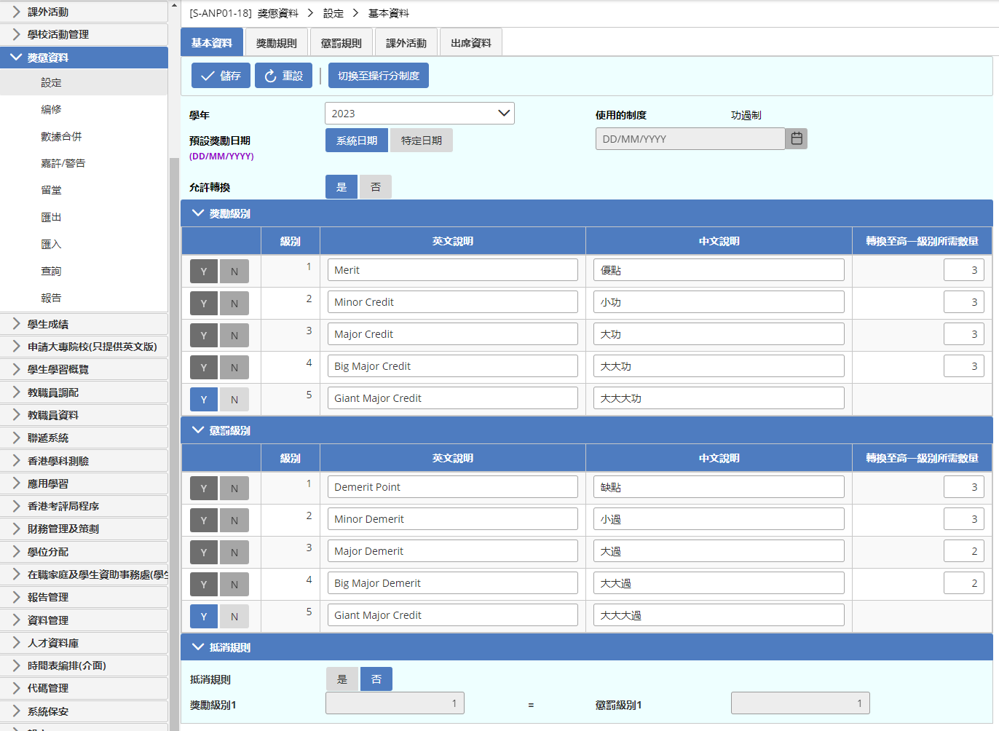 課外活動
學校活動管理
獎懲資料
設定
編修
數據合併
嘉許/警告
留堂
匯出
匯入
查詢
報告
學生成績
申請大專院校(只提供英文版)
學生學習概覽
教職員調配
教職員資料
聯遞系統
香港學科測驗
應用學習
香港考評局程序
財務管理及策劃
學位分配
在職家庭及學生資助事務處(學生
報告管理
資料管理
人才資料庫
時間表編排(介面)
代碼管理
系統保安
[S-ANP01-18] 獎懲資料 > 設定 > 基本資料
基本資料 獎勵規則 懲罰規則 課外活動 出席資料
儲存 重設 切換至操行分制度
學年 2023 使用的制度 功過制
預設獎勵日期 系統日期 特定日期 DD/MM/YYYY
(DD/MM/YYYY)
允許轉換 是 否
獎勵級別
級別 英文說明 中文說明 轉換至高一級別所需數量
Y N 1 Merit 優點 3
Y N 2 Minor Credit 小功 3
Y N 3 Major Credit 大功 3
Y N 4 Big Major Credit 大大功 3
Y N 5 Giant Major Credit 大大大功
懲罰級別
級別 英文說明 中文說明 轉換至高一級別所需數量
Y N 1 Demerit Point 缺點 3
Y N 2 Minor Demerit 小過 3
Y N 3 Major Demerit 大過 2
Y N 4 Big Major Demerit 大大過 2
Y N 5 Giant Major Credit 大大大過
抵消規則
抵消規則 是 否
獎勵級別1 1 = 懲罰級別1 1